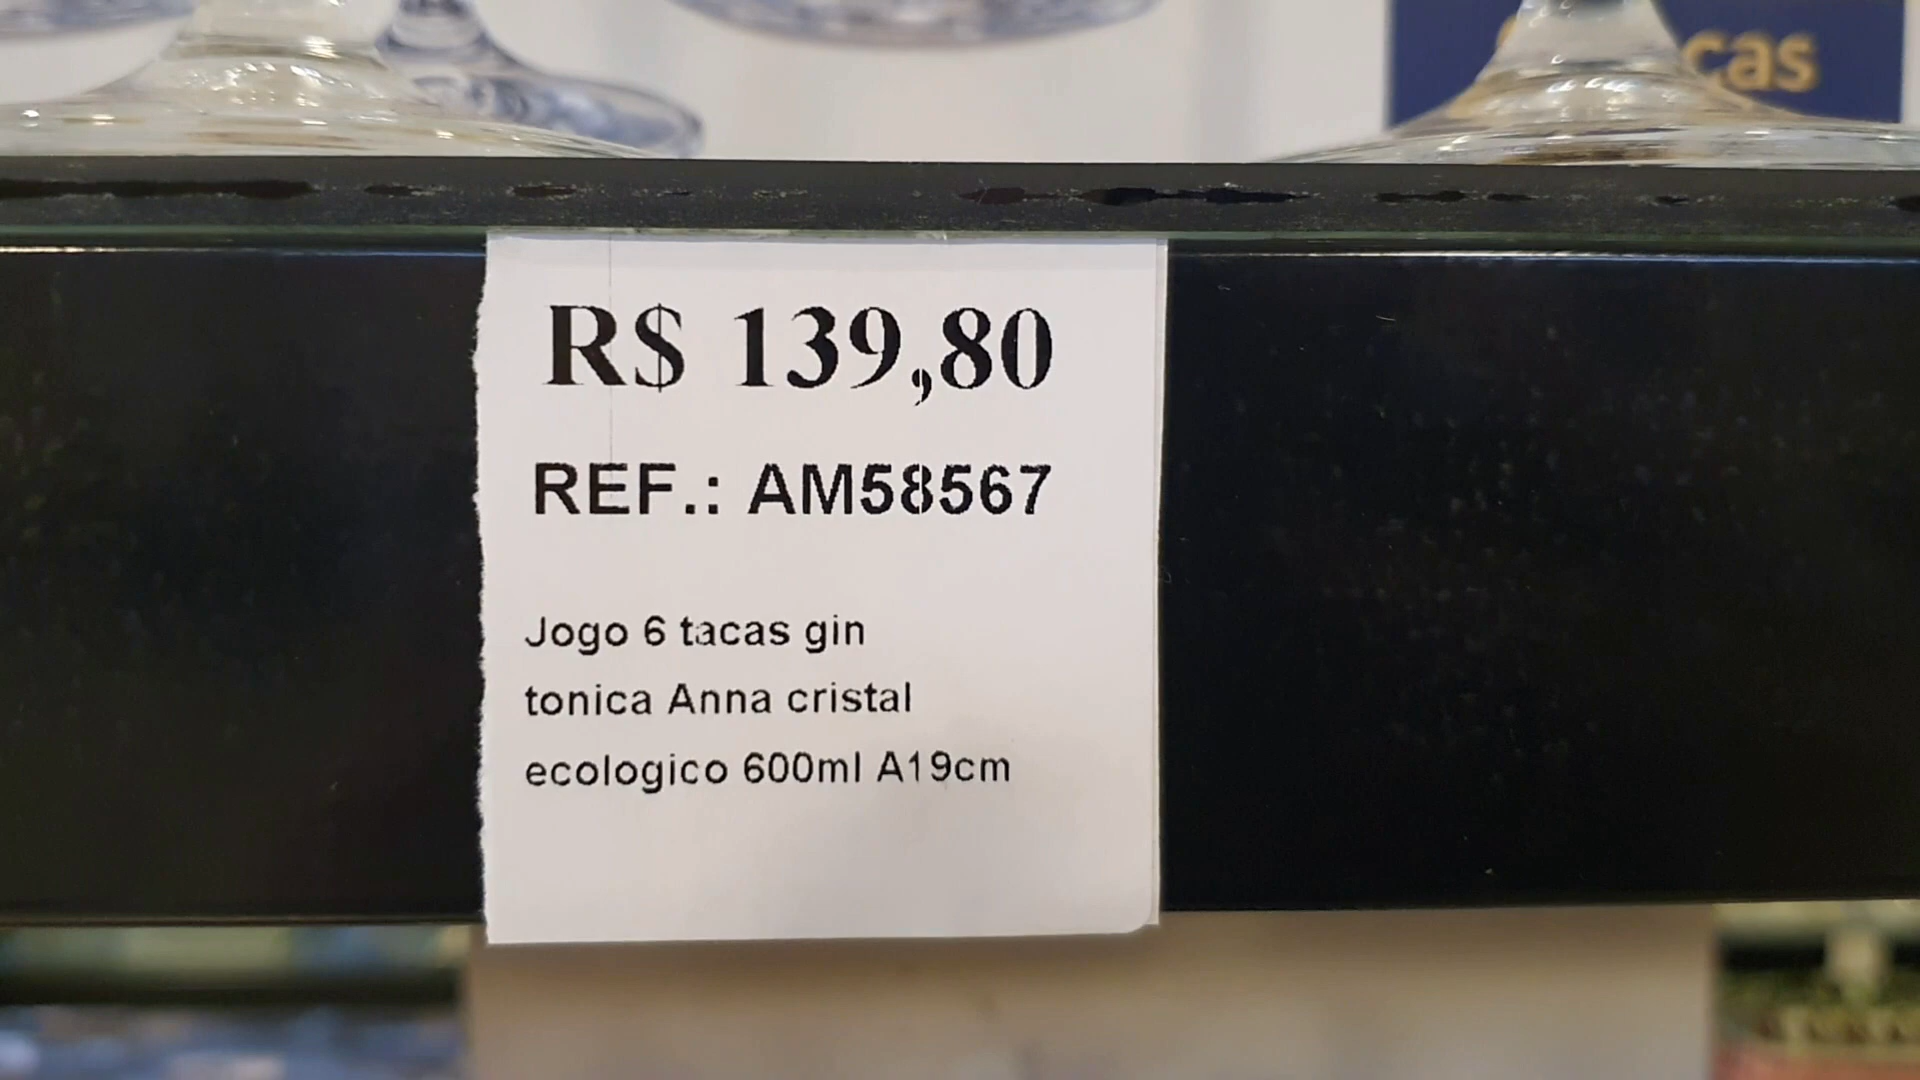 R$ 139,80
REF.: AM58567
Jogo 6 tacas gin
tonica Anna cristal
ecologico 600ml A19cm